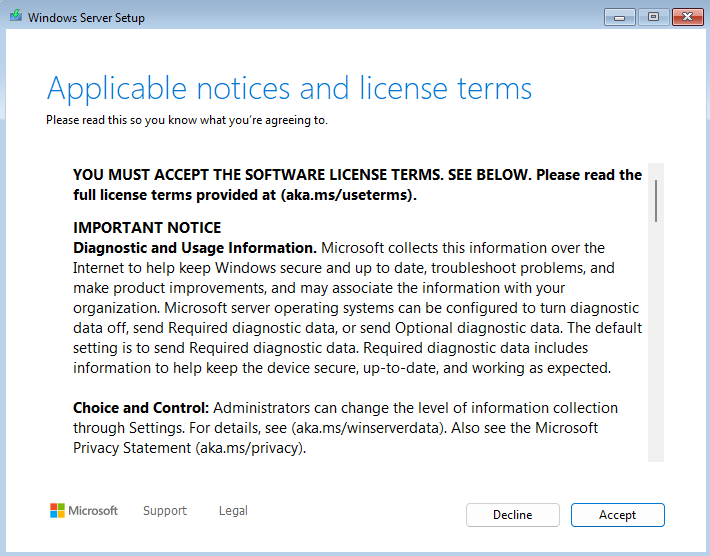 Windows Server Setup
Applicable notices and license terms
Please read this so you know what you're agreeing to.
YOU MUST ACCEPT THE SOFTWARE LICENSE TERMS. SEE BELOW. Please read the
full license terms provided at (aka.ms/useterms).
IMPORTANT NOTICE
Diagnostic and Usage Information. Microsoft collects this information over the
Internet to help keep Windows secure and up to date, troubleshoot problems, and
make product improvements, and may associate the information with your
organization. Microsoft server operating systems can be configured to turn diagnostic
data off, send Required diagnostic data, or send Optional diagnostic data. The default
setting is to send Required diagnostic data. Required diagnostic data includes
information to help keep the device secure, up-to-date, and working as expected.
Choice and Control: Administrators can change the level of information collection
through Settings. For details, see (aka.ms/winserverdata). Also see the Microsoft
Privacy Statement (aka.ms/privacy).
Microsoft Support Legal Decline Accept